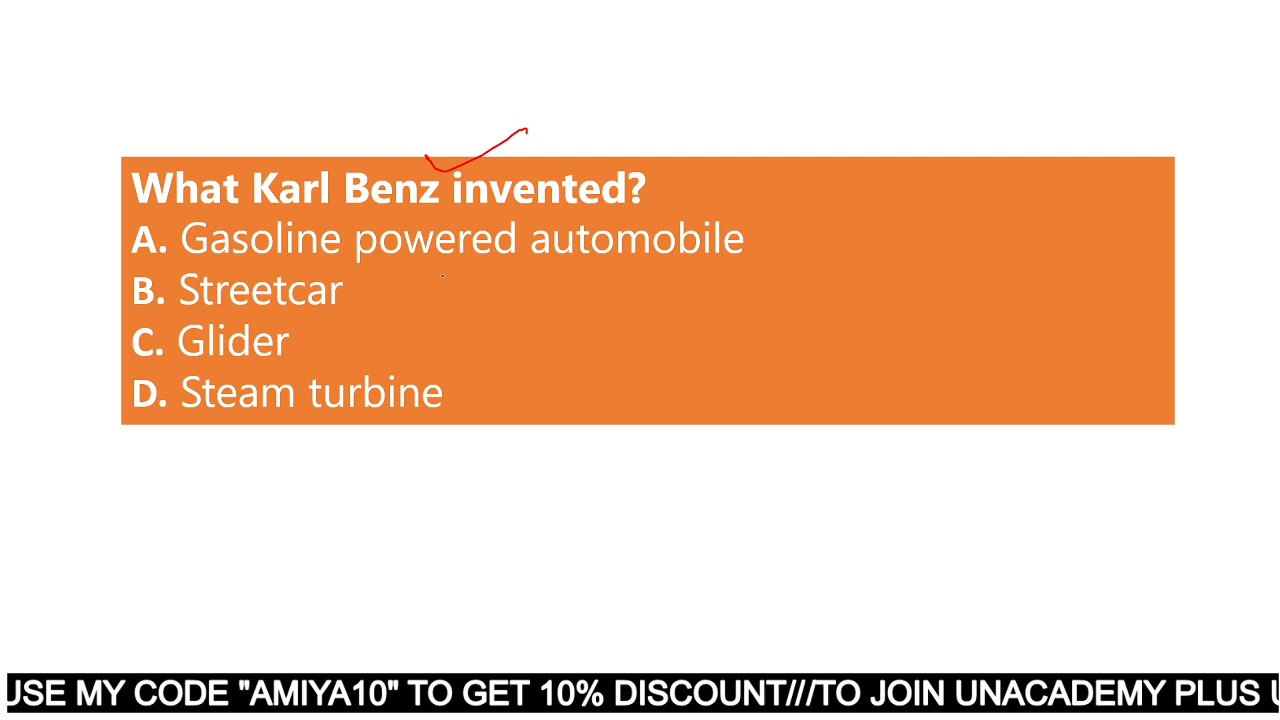 What Karl Benz invented?
A. Gasoline powered automobile
B. Streetcar
C. Glider
D. Steam turbine
USE MY CODE "AMIYA10" TO GET 10% DISCOUNT///TO JOIN UNACADEMY PLUS